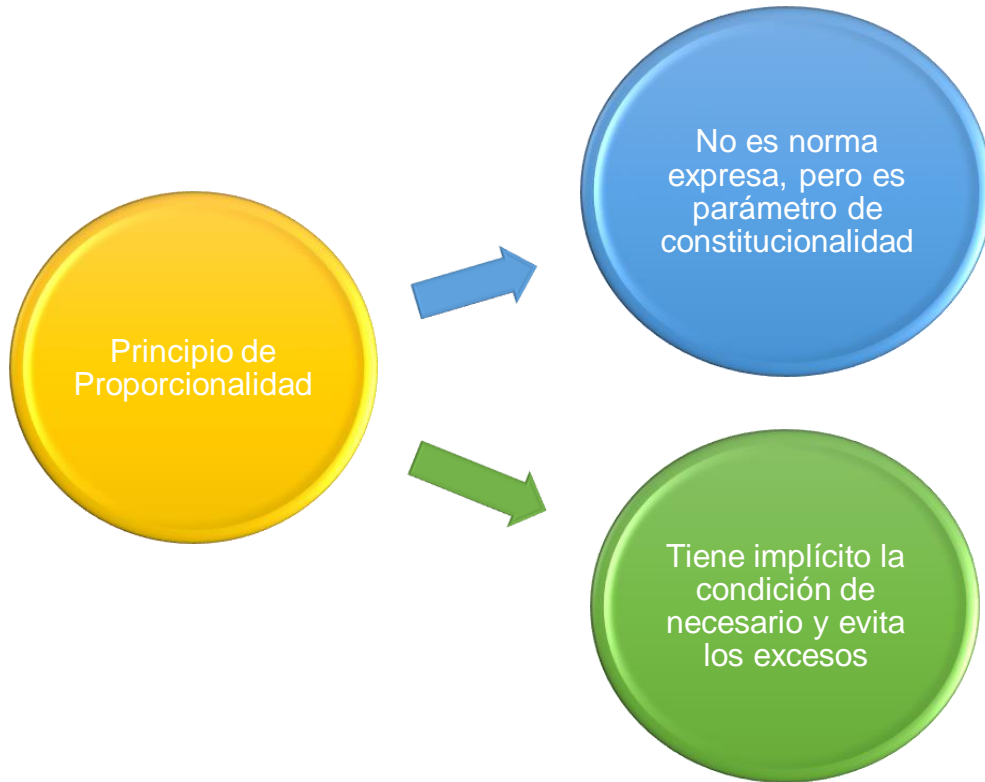 Principio de
Proporcionalidad
No es norma
expresa, pero es
parámetro de
constitucionalidad
Tiene implícito la
condición de
necesario y evita
los excesos